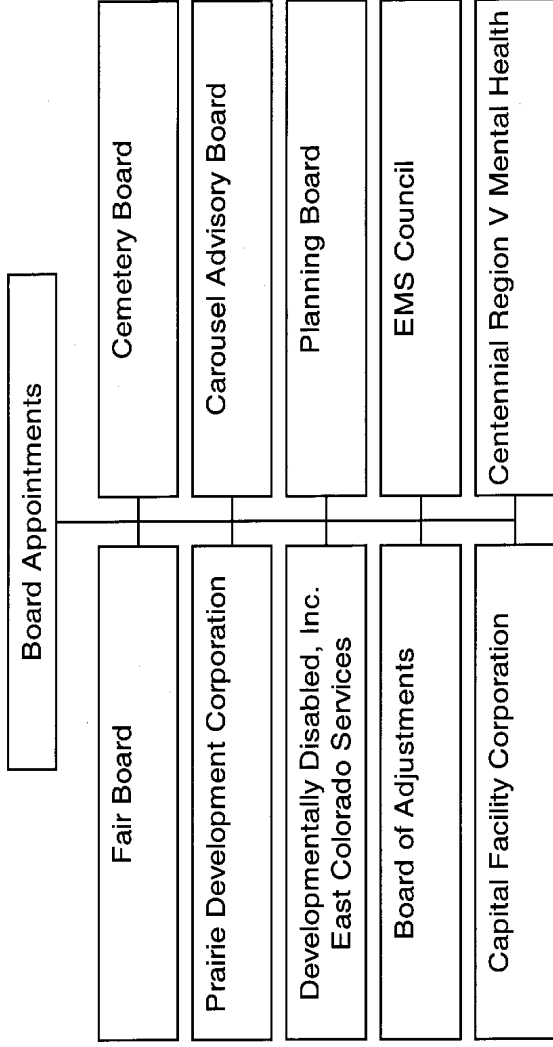 Board Appointments
Fair Board
Cemetery Board
Prairie Development Corporation
Carousel Advisory Board
Developmentally Disabled, Inc.
East Colorado Services
Planning Board
Board of Adjustments
EMS Council
Capital Facility Corporation
Centennial Region V Mental Health